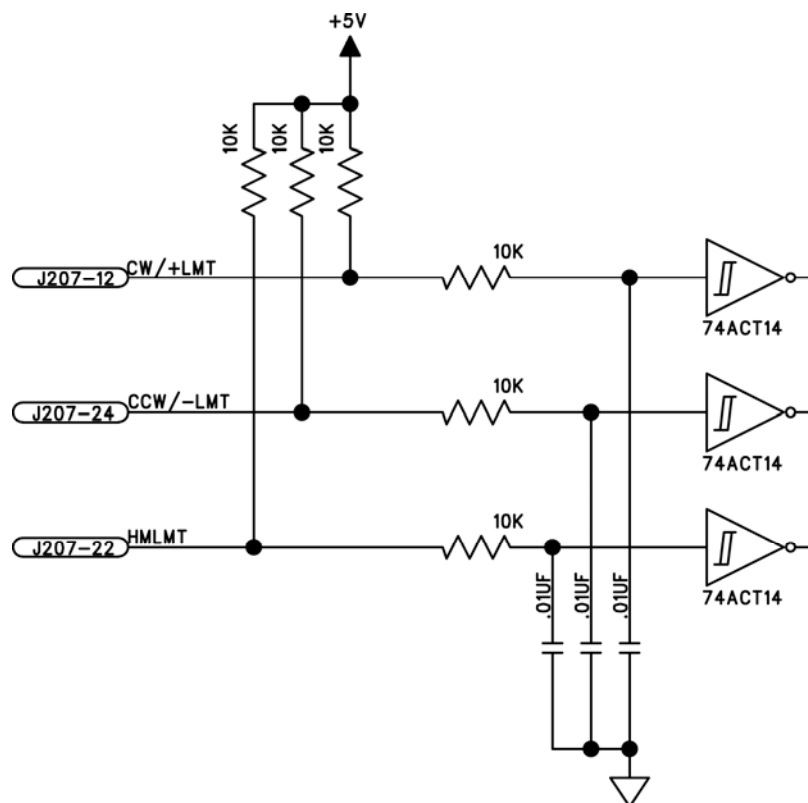 +5V
10K
10K
10K
J207-12
CW/+LMT
10K
74ACT14
J207-24
CCW/-LMT
10K
74ACT14
J207-22
HMLMT
10K
74ACT14
.01UF
.01UF
.01UF